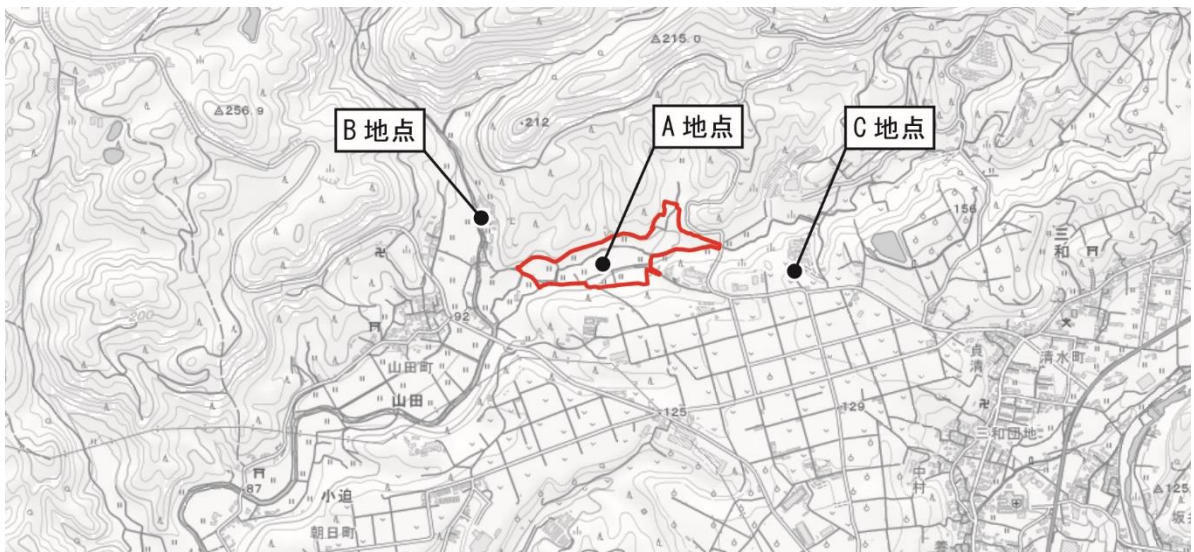 △215.0
△256.9
・212
B地点
A地点
C地点
156
三和
200
92
山田町
山田
125
129
貞清
清水町
三和団地
中村
87
小迫
朝日町
△125